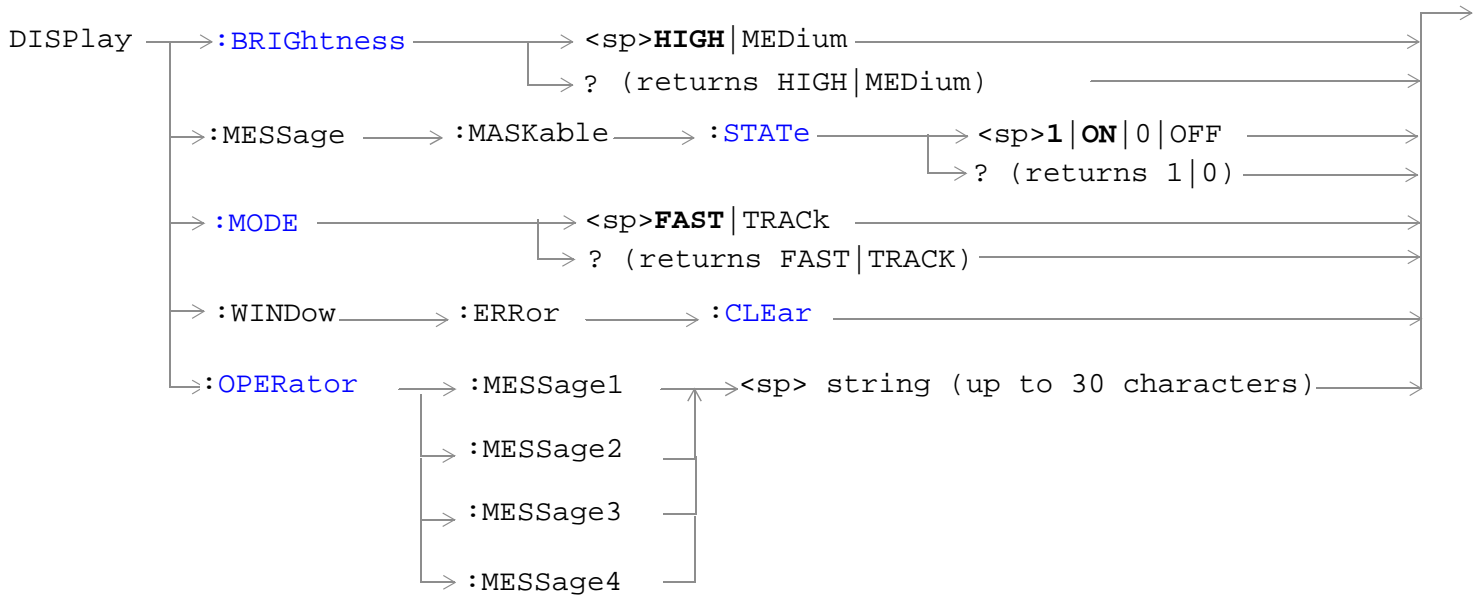 DISPlay :BRIGhtness <sp>HIGH|MEDium
? (returns HIGH|MEDium)
:MESSage :MASKable :STATe <sp>1|ON|0|OFF
? (returns 1|0)
:MODE <sp>FAST|TRACk
? (returns FAST|TRACK)
:WINDow :ERRor :CLEar
:OPERator :MESSage1 <sp> string (up to 30 characters)
:MESSage2
:MESSage3
:MESSage4